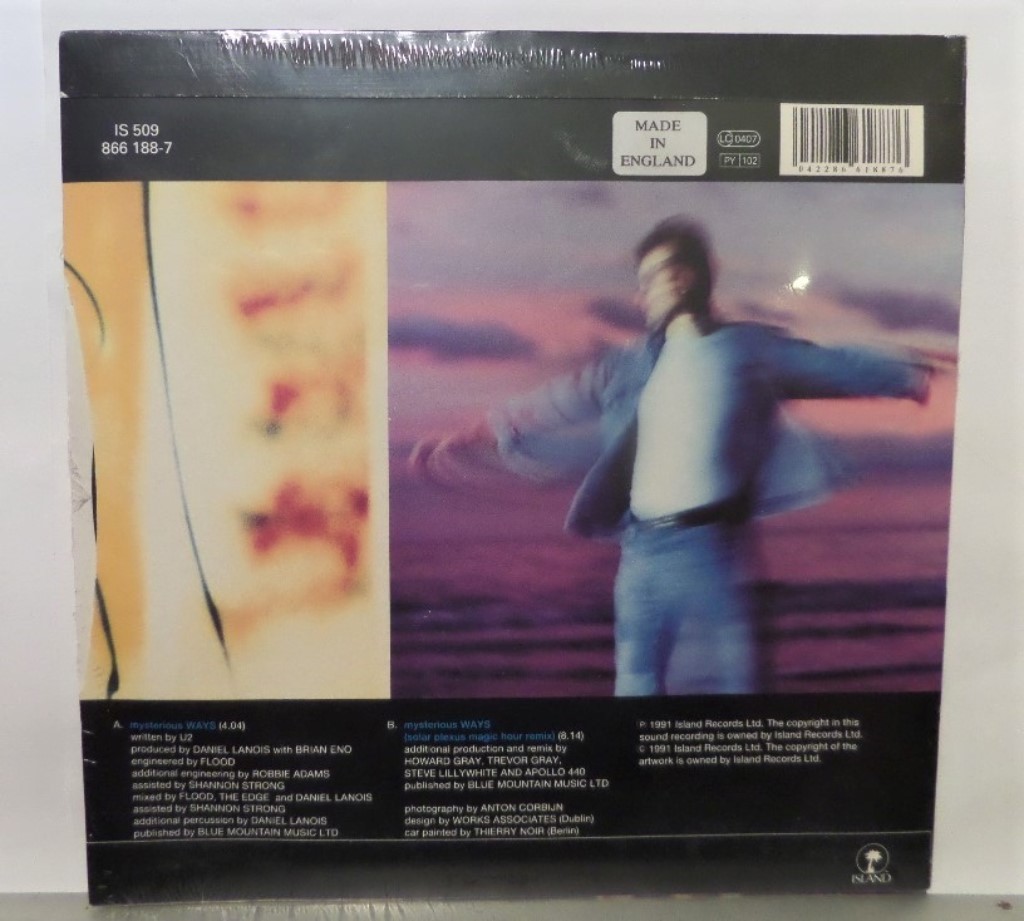 IS 509
866 188-7
MADE
IN
ENGLAND
LC 0407
PY 102
042286 618876
A. mysterious WAYS (4.04)
written by U2
produced by DANIEL LANOIS with BRIAN ENO
engineered by FLOOD
additional engineering by ROBBIE ADAMS
assisted by SHANNON STRONG
mixed by FLOOD, THE EDGE and DANIEL LANOIS
assisted by SHANNON STRONG
additional percussion by DANIEL LANOIS
published by BLUE MOUNTAIN MUSIC LTD
B. mysterious WAYS
(solar plexus magic hour remix) (8.14)
additional production and remix by
HOWARD GRAY, TREVOR GRAY,
STEVE LILLYWHITE AND APOLLO 440
published by BLUE MOUNTAIN MUSIC LTD
photography by ANTON CORBIJN
design by WORKS ASSOCIATES (Dublin)
car painted by THIERRY NOIR (Berlin)
℗ 1991 Island Records Ltd. The copyright in this
sound recording is owned by Island Records Ltd.
© 1991 Island Records Ltd. The copyright of the
artwork is owned by Island Records Ltd.
ISLAND